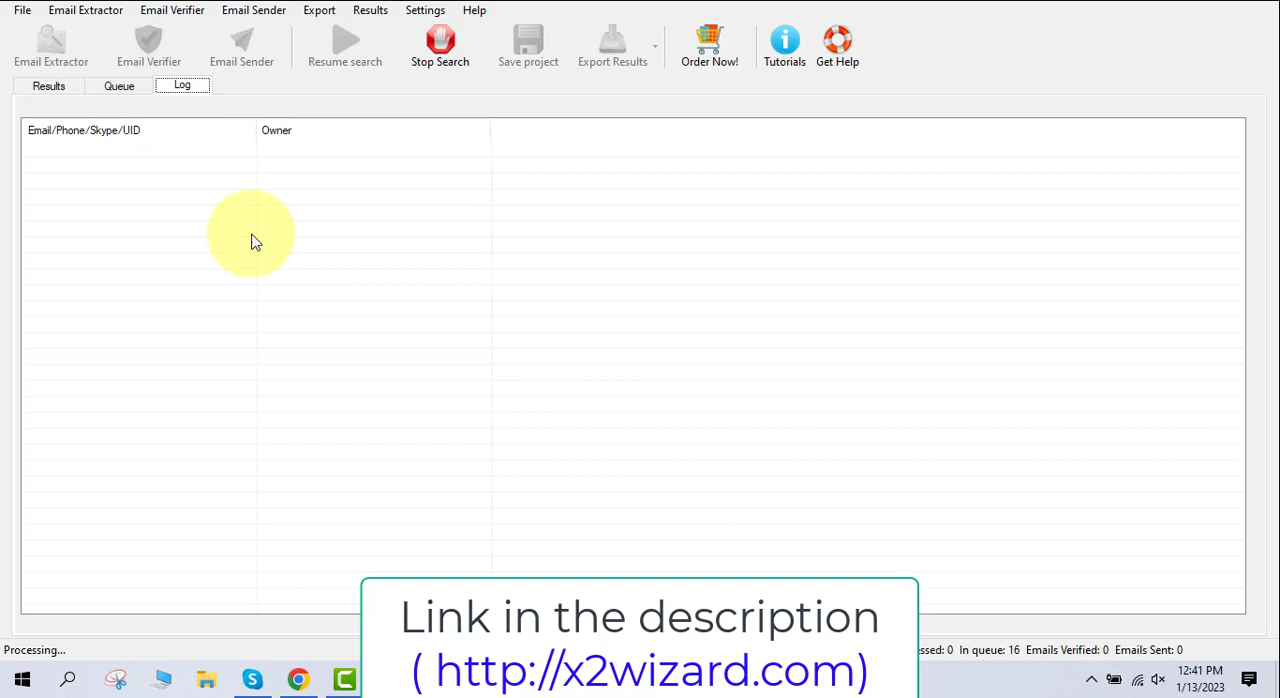 File Email Extractor Email Verifier Email Sender Export Results Settings Help
Email Extractor Email Verifier Email Sender Resume search Stop Search Save project Export Results Order Now! Tutorials Get Help
Results Queue Log
Email/Phone/Skype/UID Owner
Link in the description
( http://x2wizard.com)
Processing... In queue: 16 Emails Verified: 0 Emails Sent: 0
12:41 PM
1/13/2023